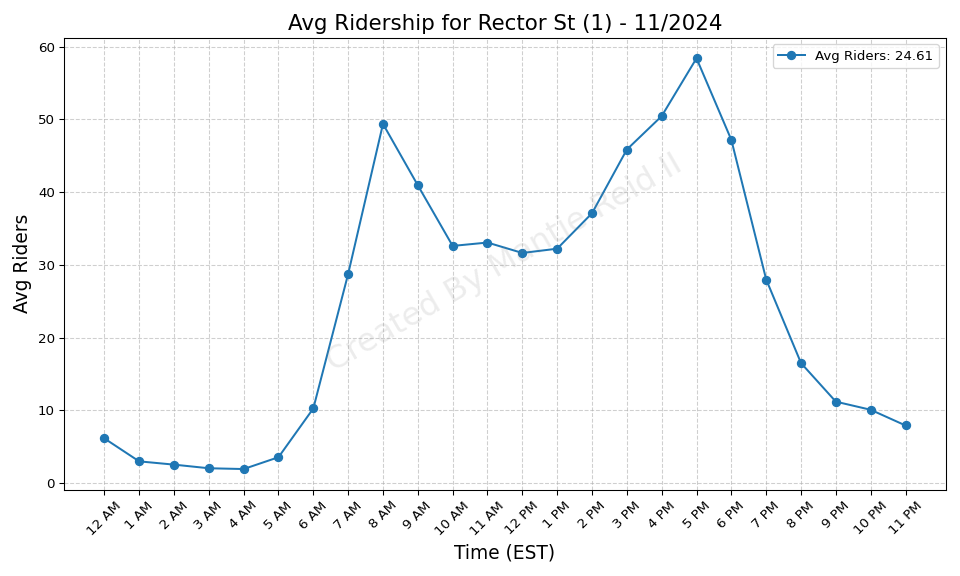 Avg Ridership for Rector St (1) - 11/2024
Avg Riders: 24.61
60
50
40
30
20
10
0
Avg Riders
Created By Mantie Reid II
12 AM
1 AM
2 AM
3 AM
4 AM
5 AM
6 AM
7 AM
8 AM
9 AM
10 AM
11 AM
12 PM
1 PM
2 PM
3 PM
4 PM
5 PM
6 PM
7 PM
8 PM
9 PM
10 PM
11 PM
Time (EST)